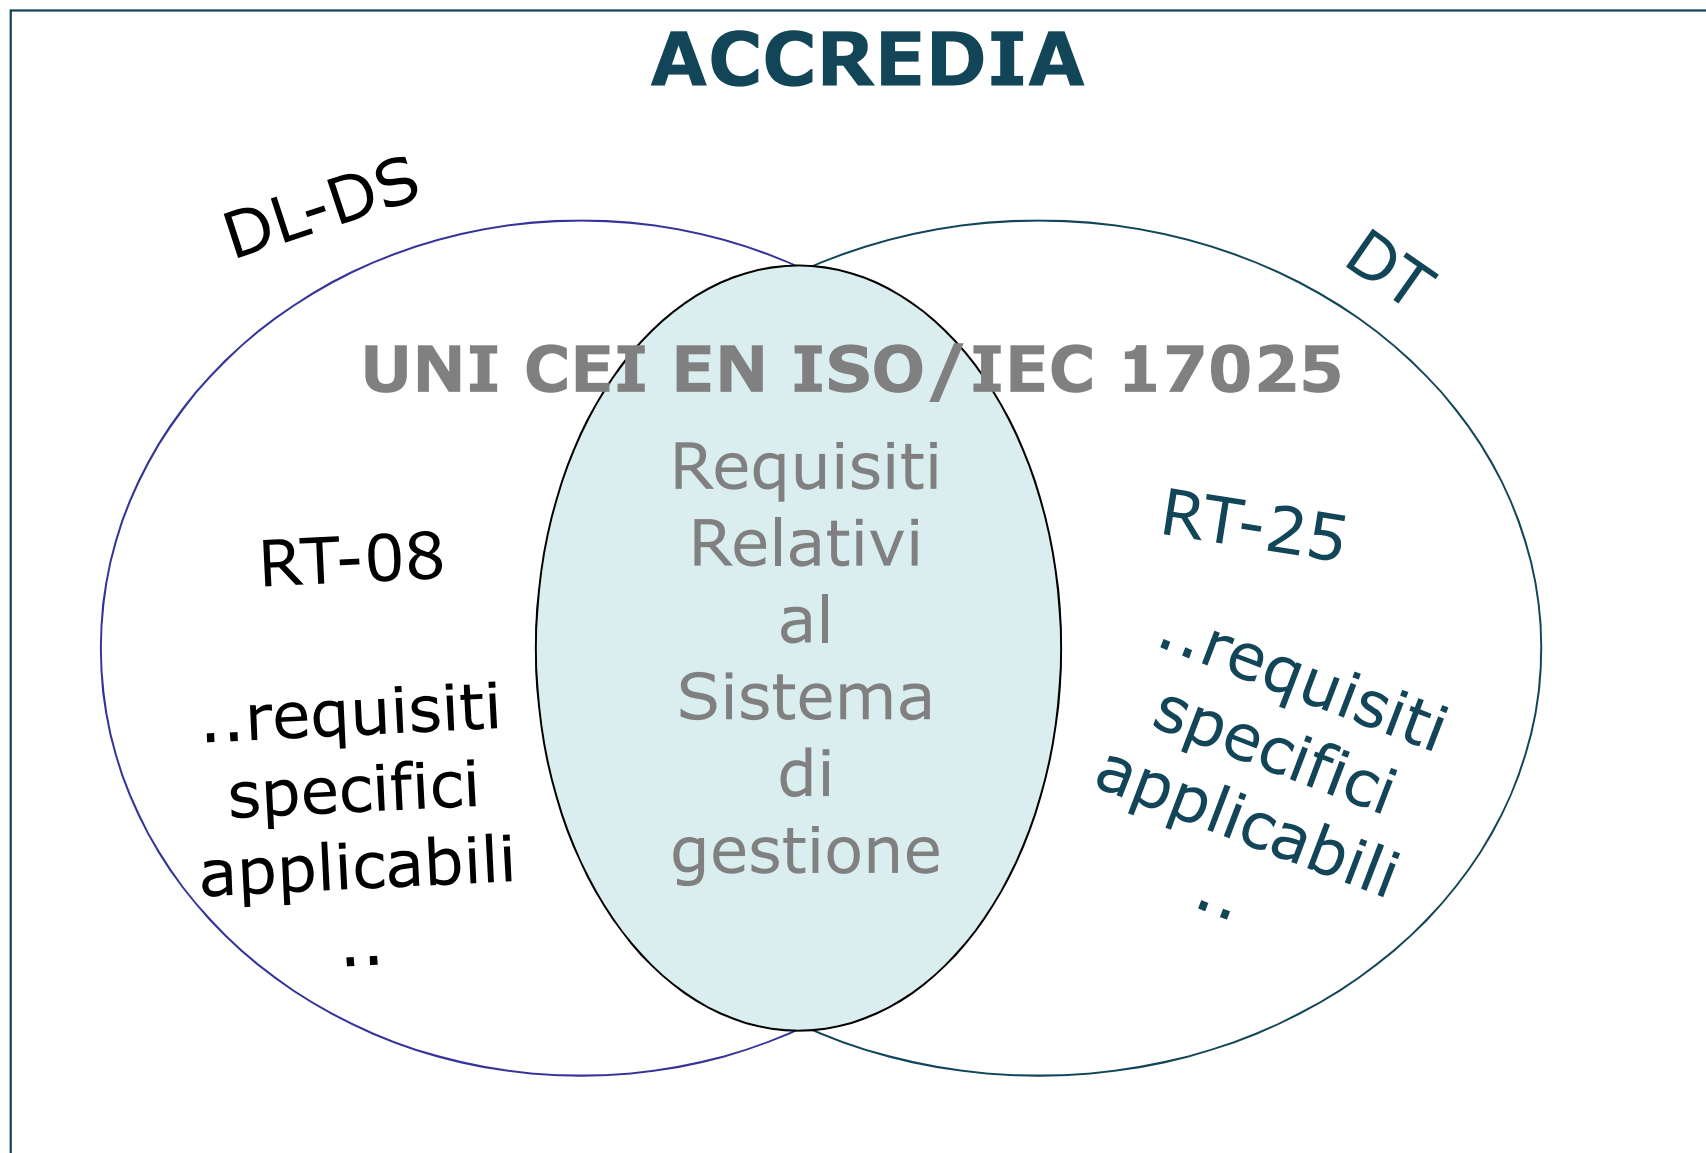 ACCREDIA
DL-DS
DT
UNI CEI EN ISO/IEC 17025
RT-08
..requisiti
specifici
applicabili
..
Requisiti
Relativi
al
Sistema
di
gestione
RT-25
..requisiti
specifici
applicabili
..